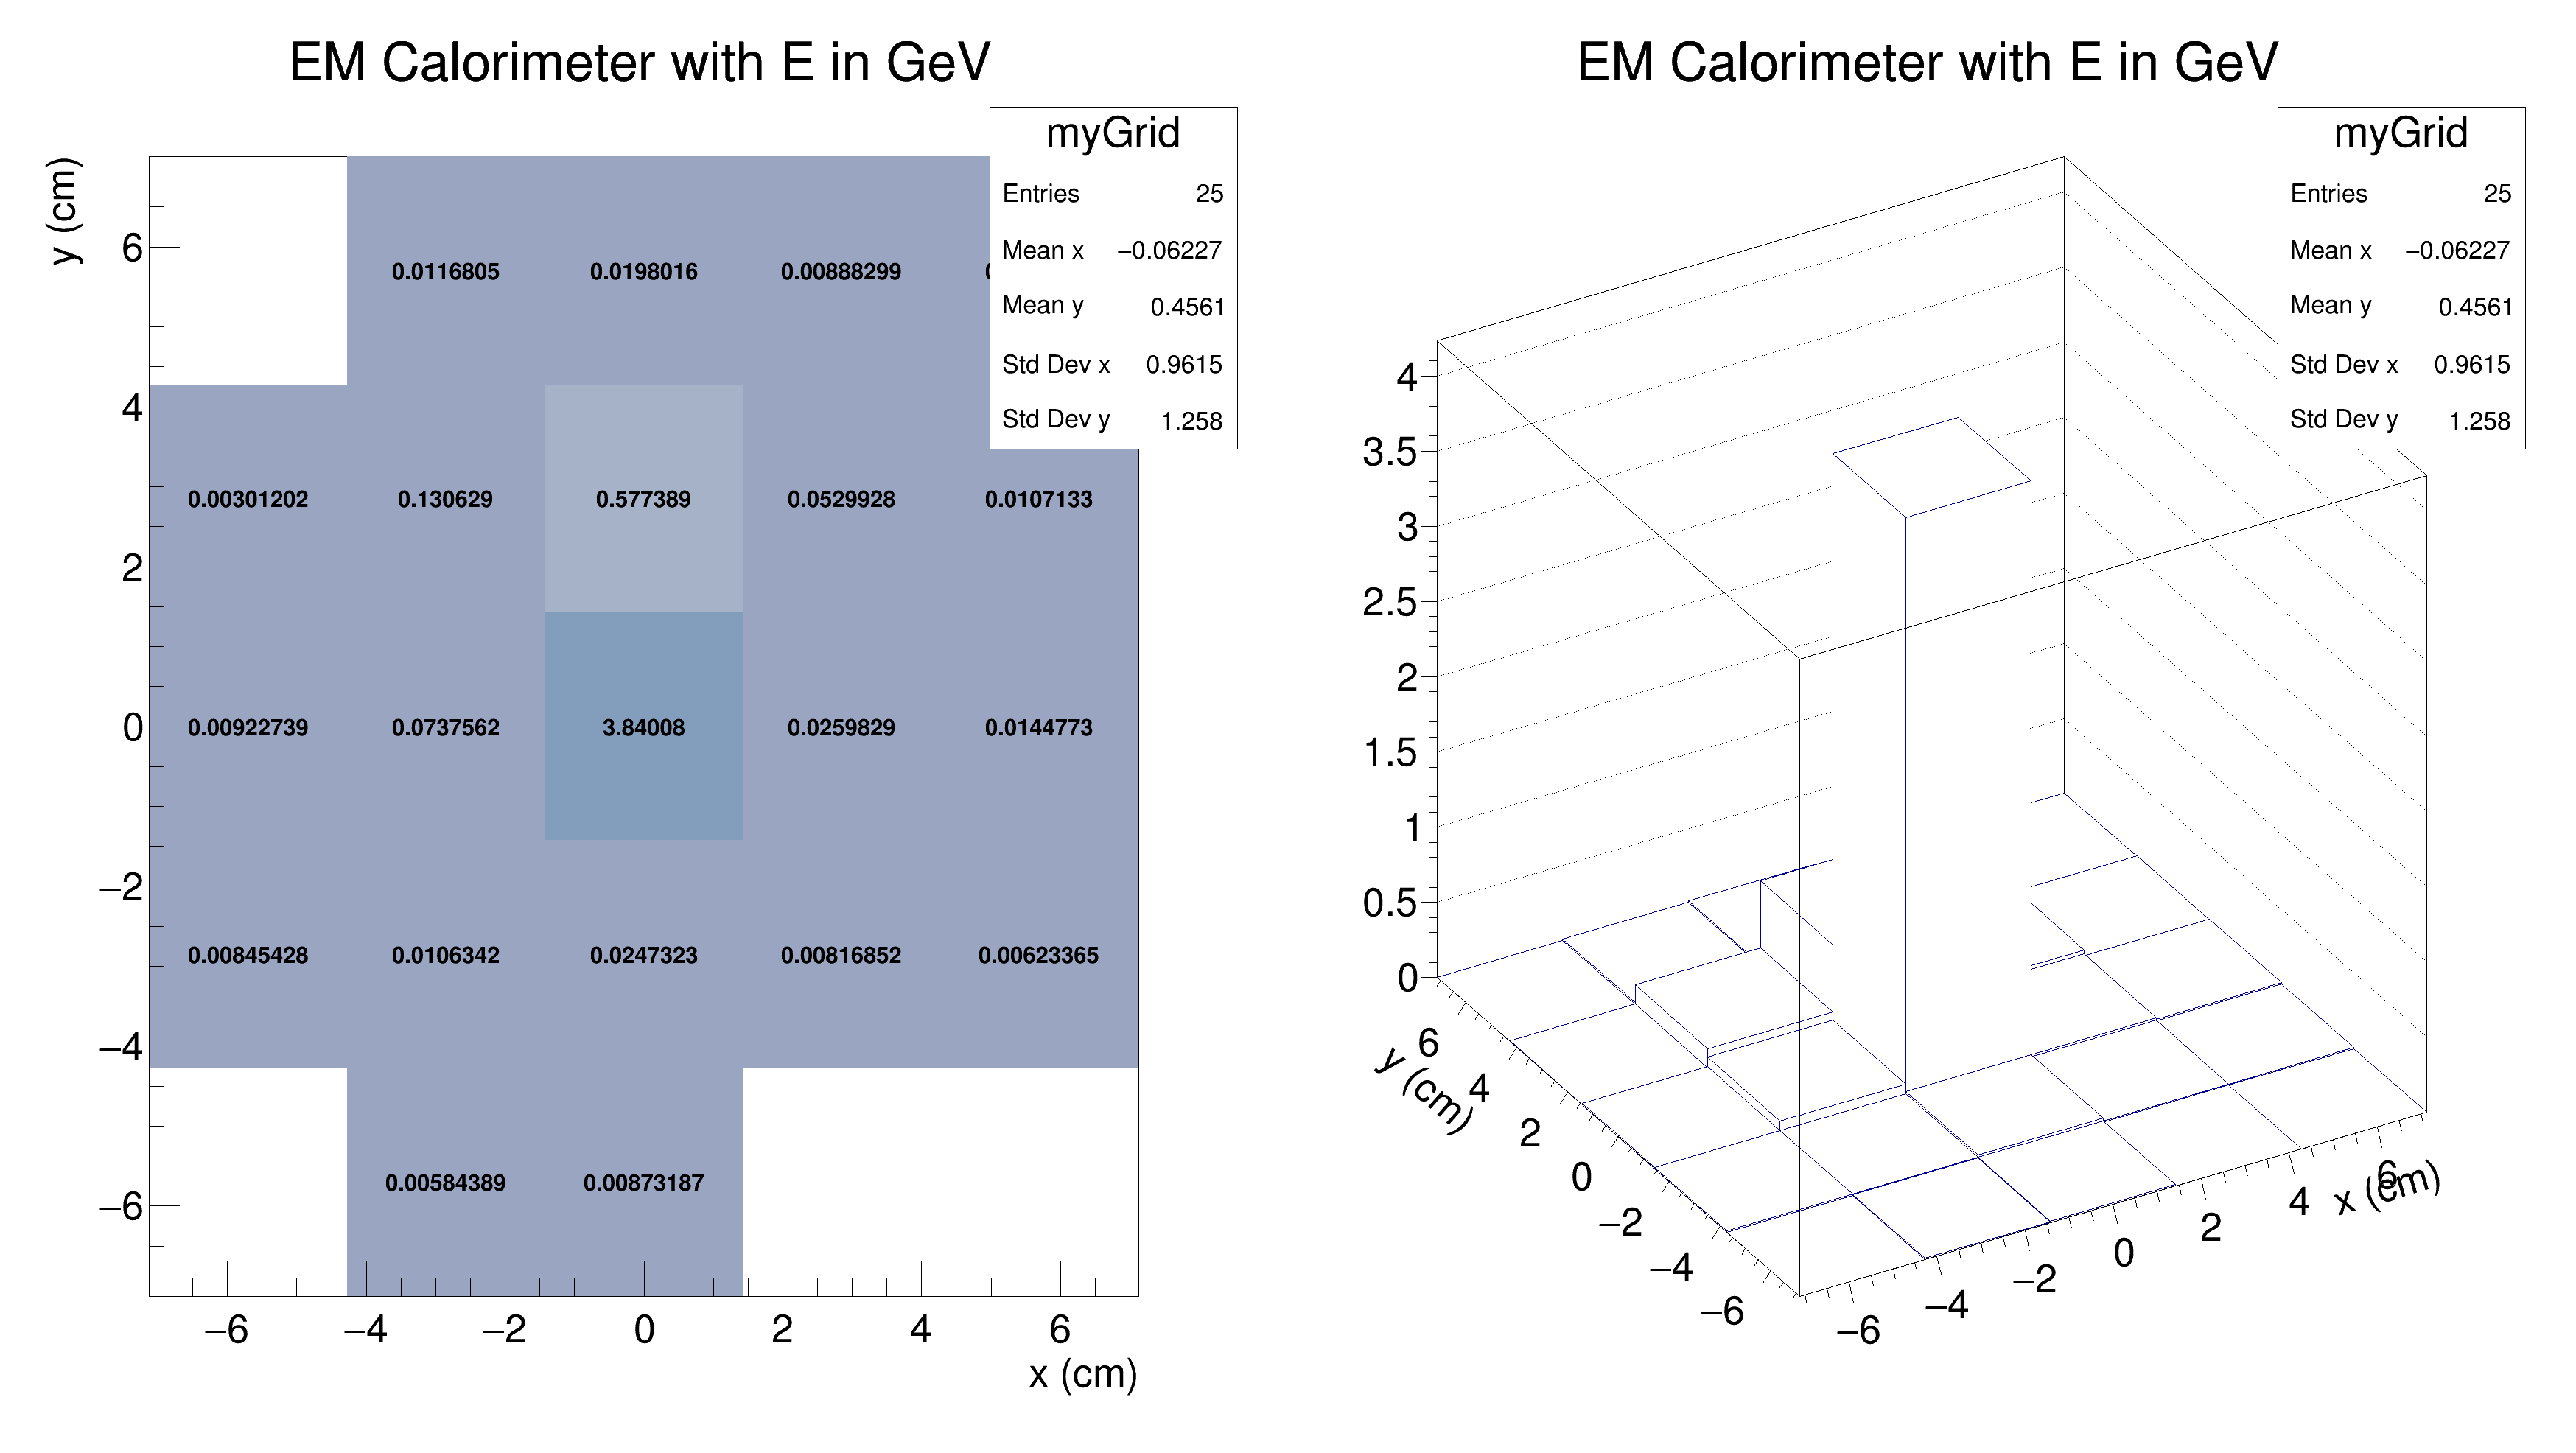 EM Calorimeter with E in GeV
myGrid
Entries 25
Mean x −0.06227
Mean y 0.4561
Std Dev x 0.9615
Std Dev y 1.258
y (cm)
6
4
2
0
−2
−4
−6
0.0116805 0.0198016 0.00888299
0.00301202 0.130629 0.577389 0.0529928 0.0107133
0.00922739 0.0737562 3.84008 0.0259829 0.0144773
0.00845428 0.0106342 0.0247323 0.00816852 0.00623365
0.00584389 0.00873187
−6 −4 −2 0 2 4 6
x (cm)
EM Calorimeter with E in GeV
myGrid
Entries 25
Mean x −0.06227
Mean y 0.4561
Std Dev x 0.9615
Std Dev y 1.258
4
3.5
3
2.5
2
1.5
1
0.5
0
6
4
2
0
−2
−4
−6
y (cm)
−6
−4
−2
0
2
4
6
x (cm)